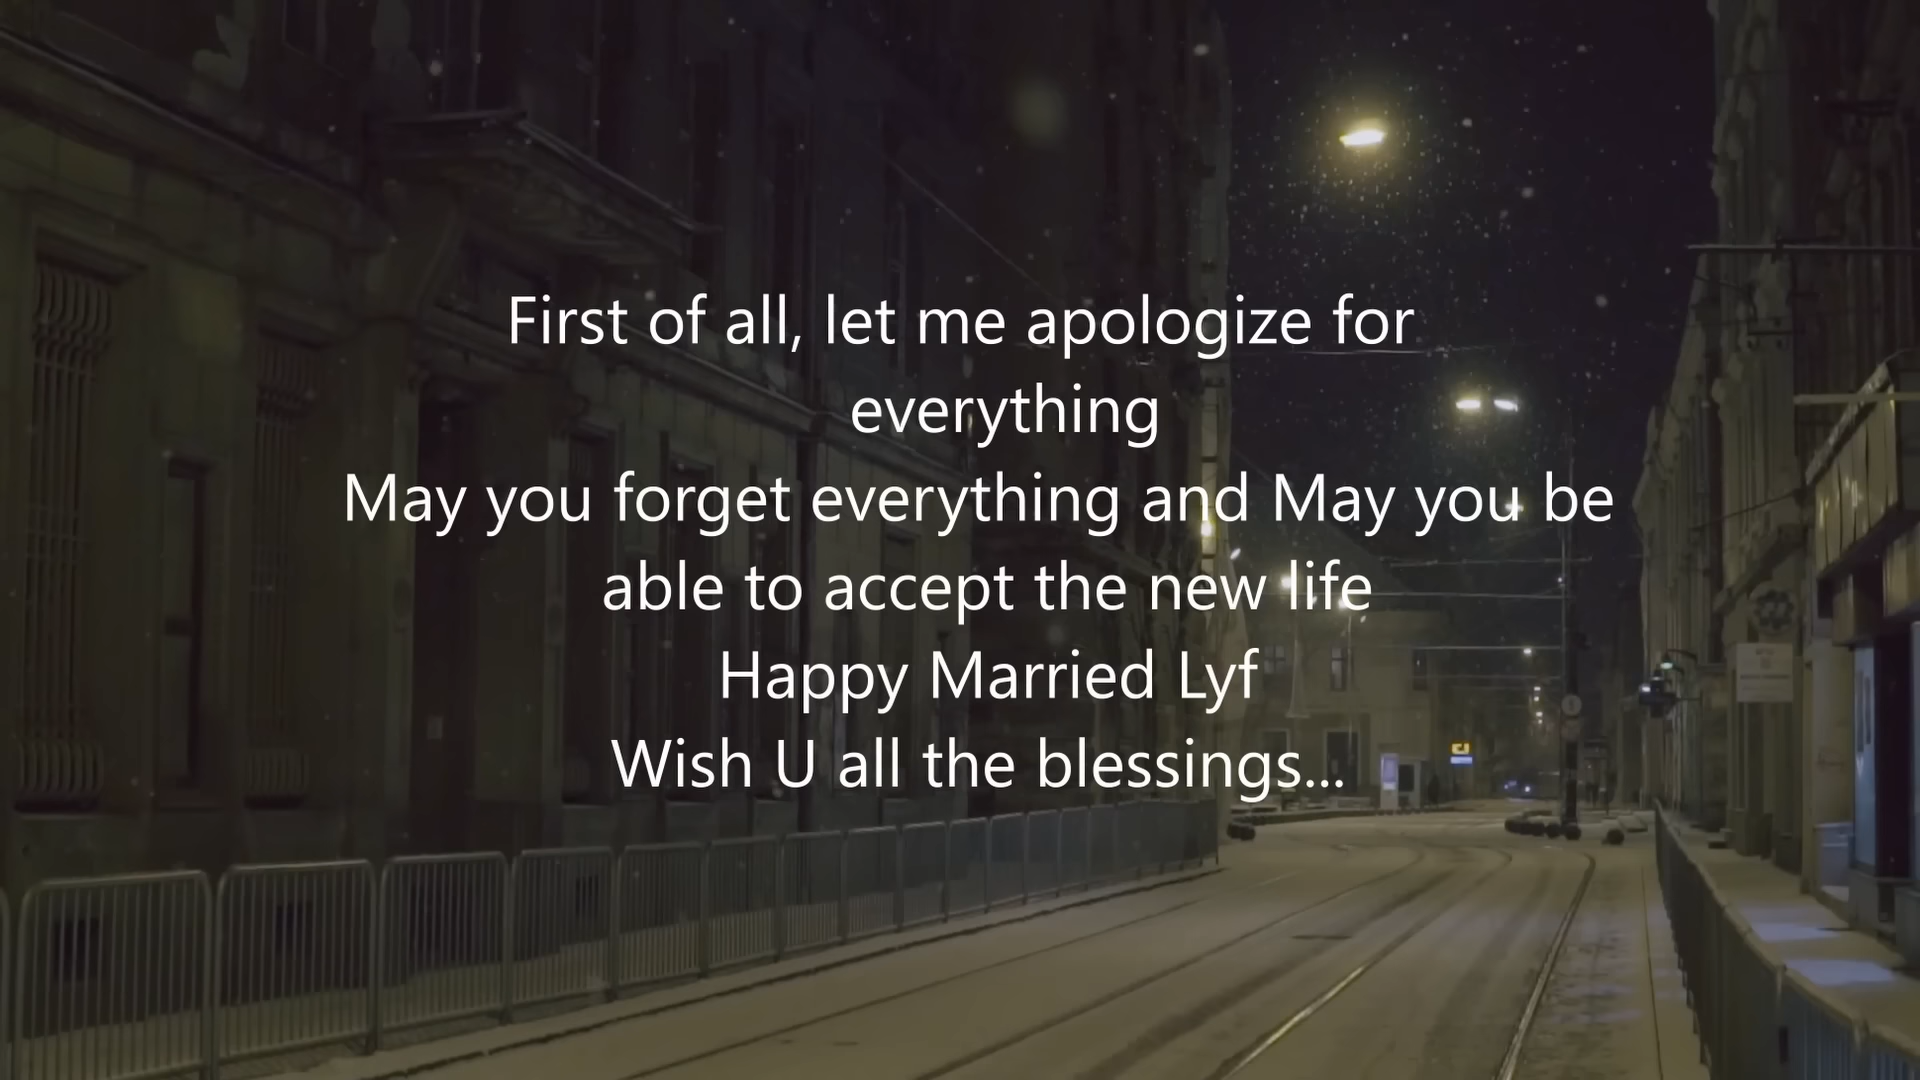 First of all, let me apologize for
everything
May you forget everything and May you be
able to accept the new life
Happy Married Lyf
Wish U all the blessings...